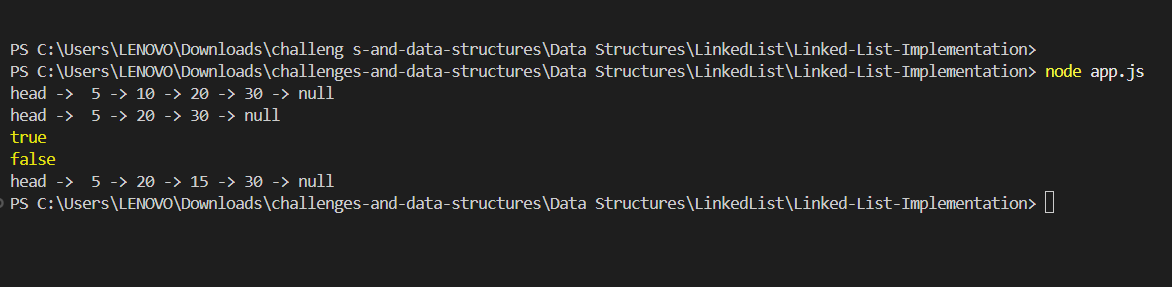 PS C:\Users\LENOVO\Downloads\challeng s-and-data-structures\Data Structures\LinkedList\Linked-List-Implementation>
PS C:\Users\LENOVO\Downloads\challenges-and-data-structures\Data Structures\LinkedList\Linked-List-Implementation> node app.js
head ->  5 -> 10 -> 20 -> 30 -> null
head ->  5 -> 20 -> 30 -> null
true
false
head ->  5 -> 20 -> 15 -> 30 -> null
PS C:\Users\LENOVO\Downloads\challenges-and-data-structures\Data Structures\LinkedList\Linked-List-Implementation>